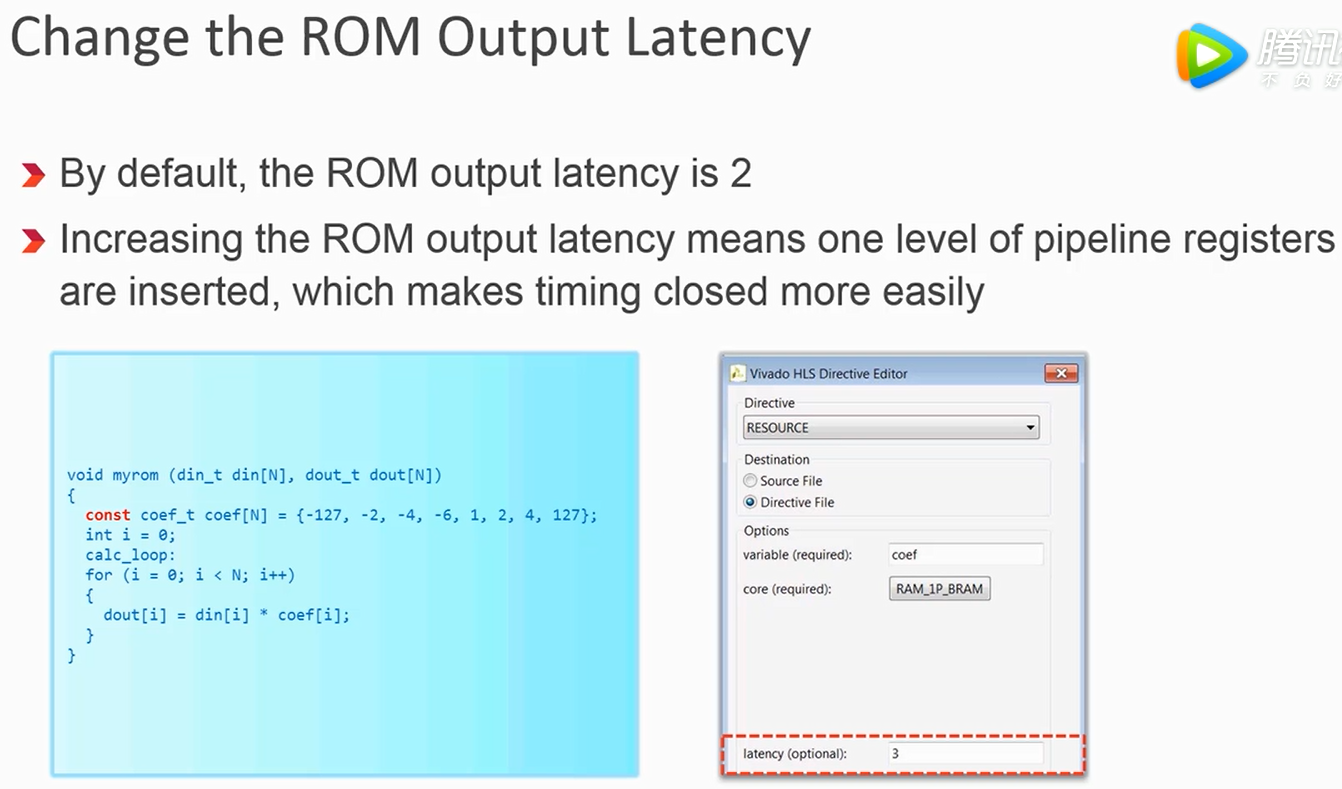 Change the ROM Output Latency
腾讯
不负好
By default, the ROM output latency is 2
Increasing the ROM output latency means one level of pipeline registers
are inserted, which makes timing closed more easily
void myrom (din_t din[N], dout_t dout[N])
{
const coef_t coef[N] = {-127, -2, -4, -6, 1, 2, 4, 127};
int i = 0;
calc_loop:
for (i = 0; i < N; i++)
{
dout[i] = din[i] * coef[i];
}
}
Vivado HLS Directive Editor
Directive
RESOURCE
Destination
Source File
Directive File
Options
variable (required): coef
core (required): RAM_1P_BRAM
latency (optional): 3